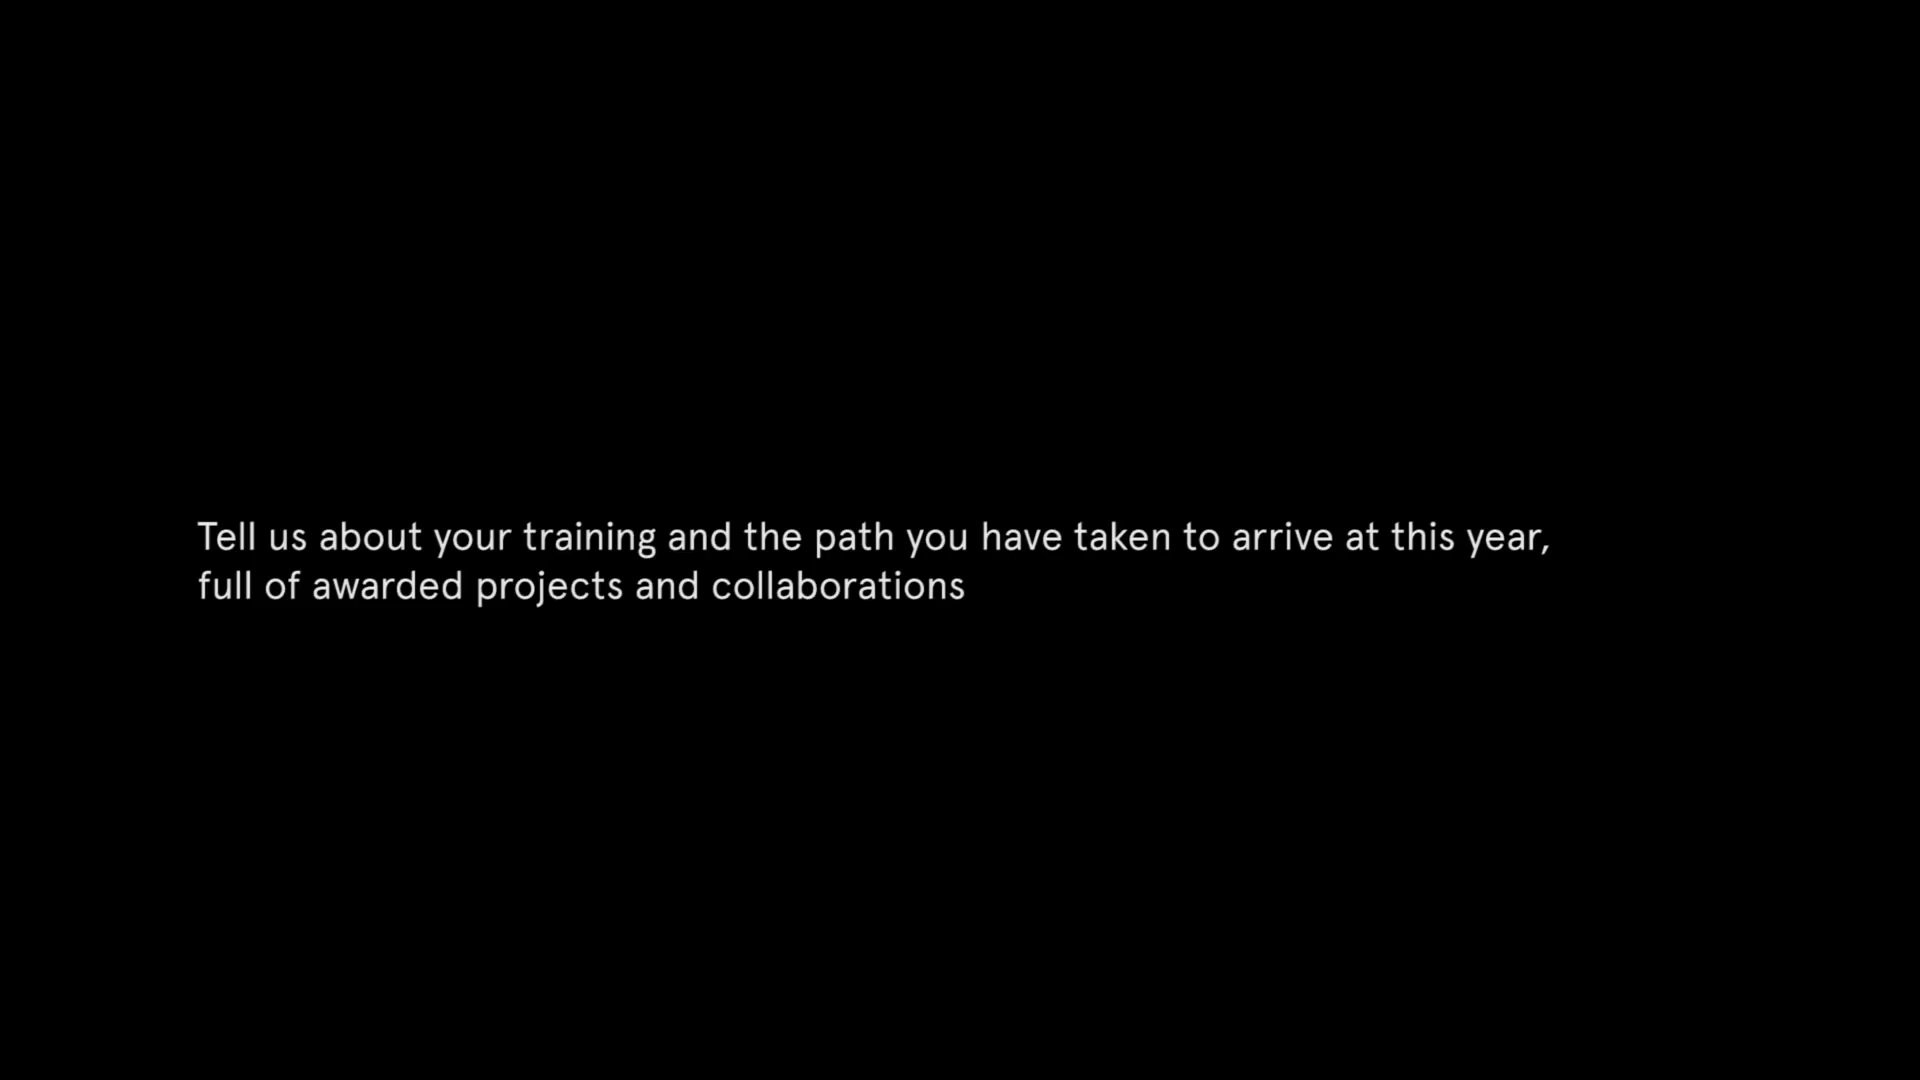 Tell us about your training and the path you have taken to arrive at this year,
full of awarded projects and collaborations